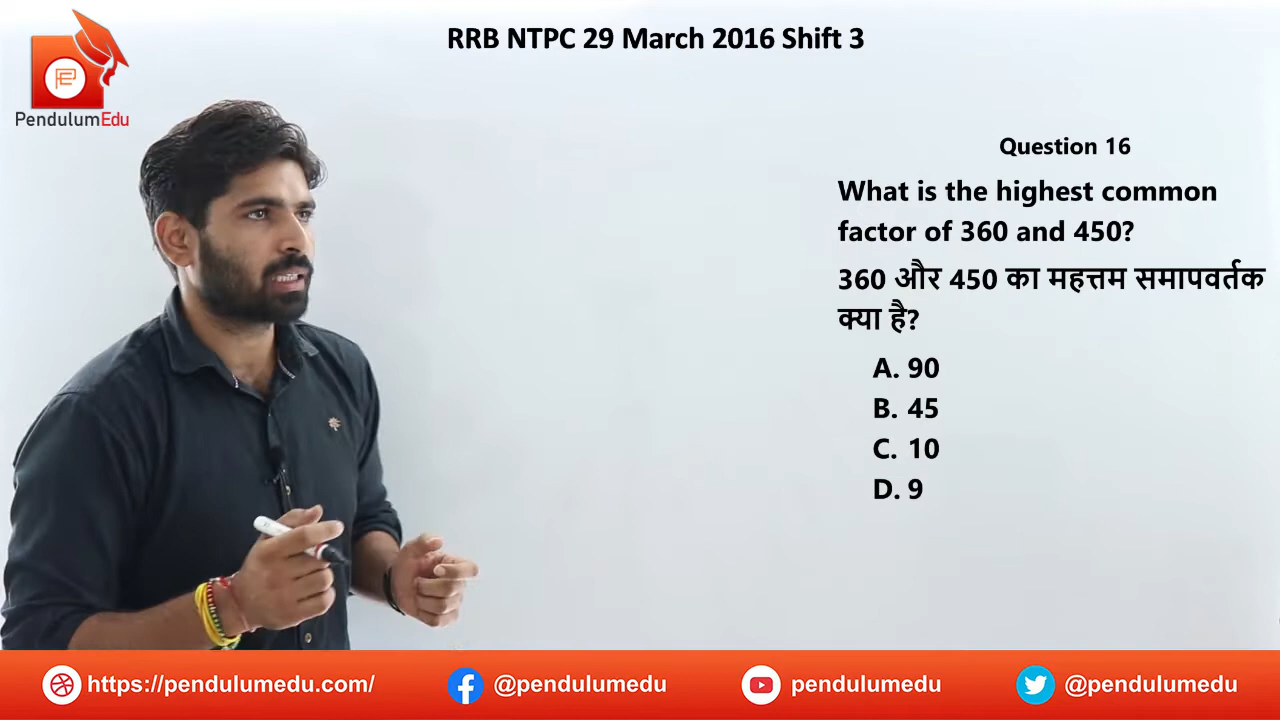 RRB NTPC 29 March 2016 Shift 3
PendulumEdu
Question 16
What is the highest common
factor of 360 and 450?
360 और 450 का महत्तम समापवर्तक
क्या है?
A. 90
B. 45
C. 10
D. 9
https://pendulumedu.com/
@pendulumedu
pendulumedu
@pendulumedu